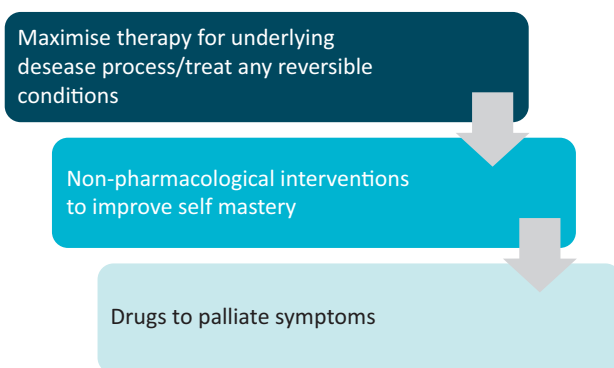 Maximise therapy for underlying
desease process/treat any reversible
conditions
Non-pharmacological interventions
to improve self mastery
Drugs to palliate symptoms